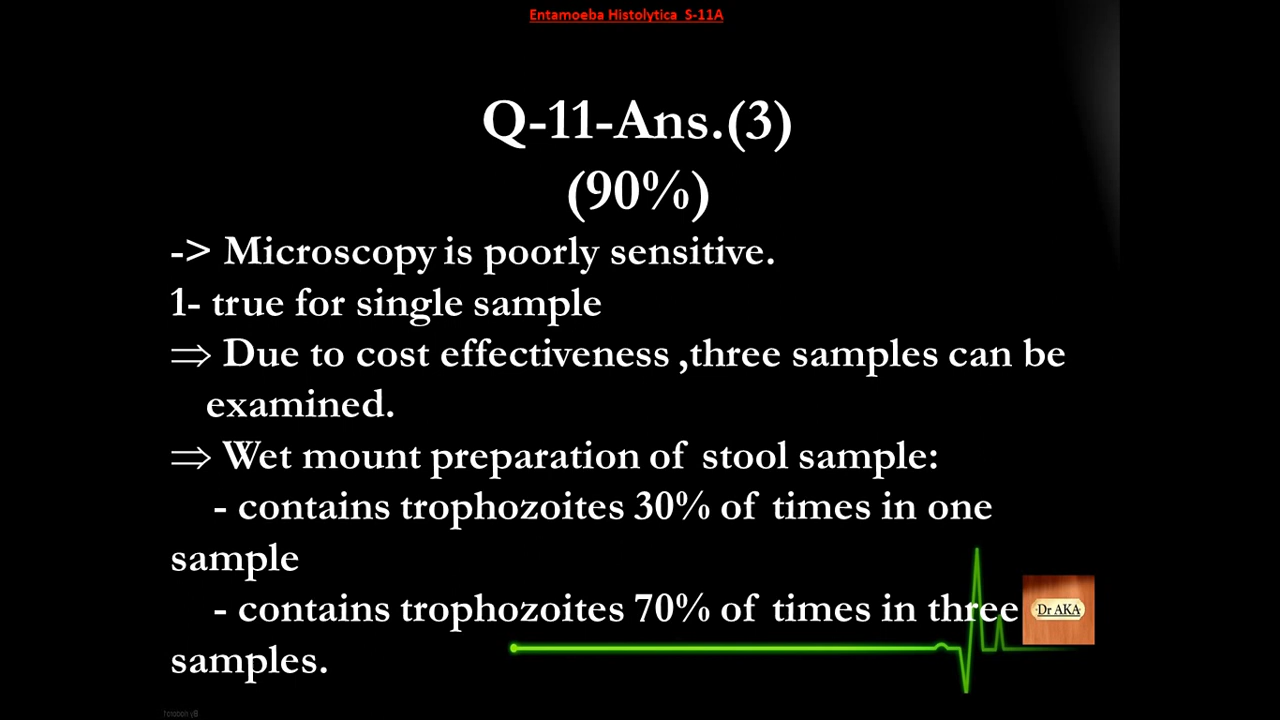 Entamoeba Histolytica S-11A
Q-11-Ans.(3)
(90%)
-> Microscopy is poorly sensitive.
1- true for single sample
⇒ Due to cost effectiveness ,three samples can be
examined.
⇒ Wet mount preparation of stool sample:
- contains trophozoites 30% of times in one
sample
- contains trophozoites 70% of times in three
samples.
Dr AKA